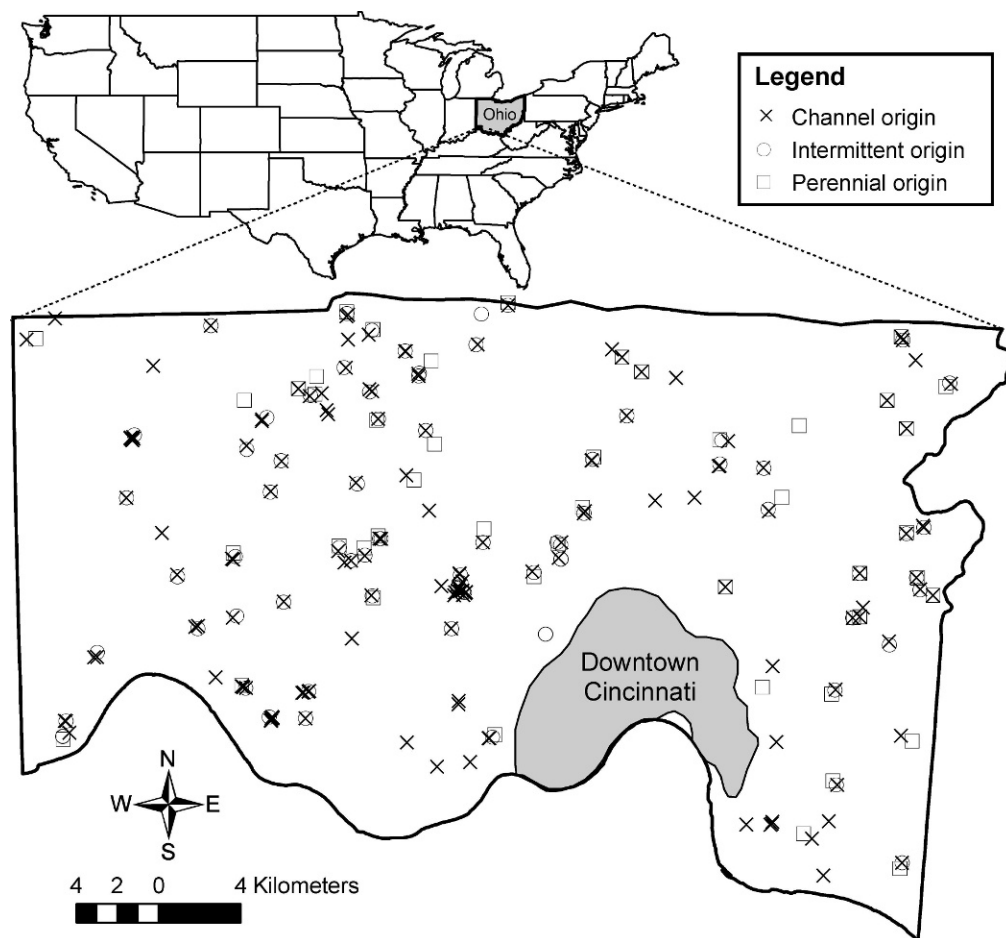 Ohio
Legend
Channel origin
Intermittent origin
Perennial origin
Downtown
Cincinnati
N
W E
S
4 2 0 4 Kilometers